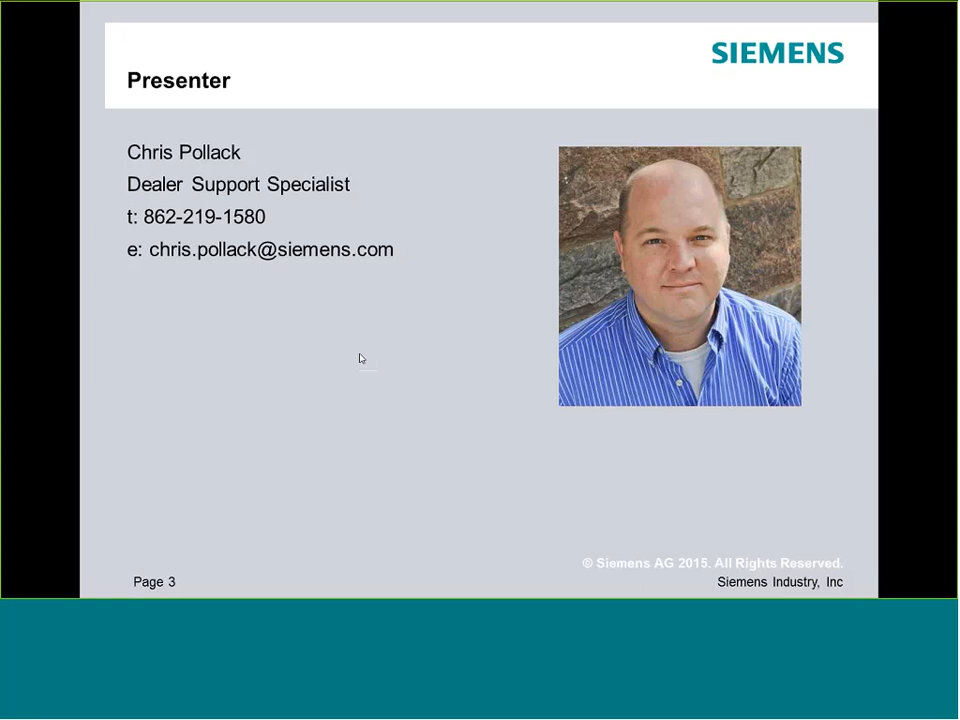 SIEMENS
Presenter
Chris Pollack
Dealer Support Specialist
t: 862-219-1580
e: chris.pollack@siemens.com
© Siemens AG 2015. All Rights Reserved.
Page 3
Siemens Industry, Inc